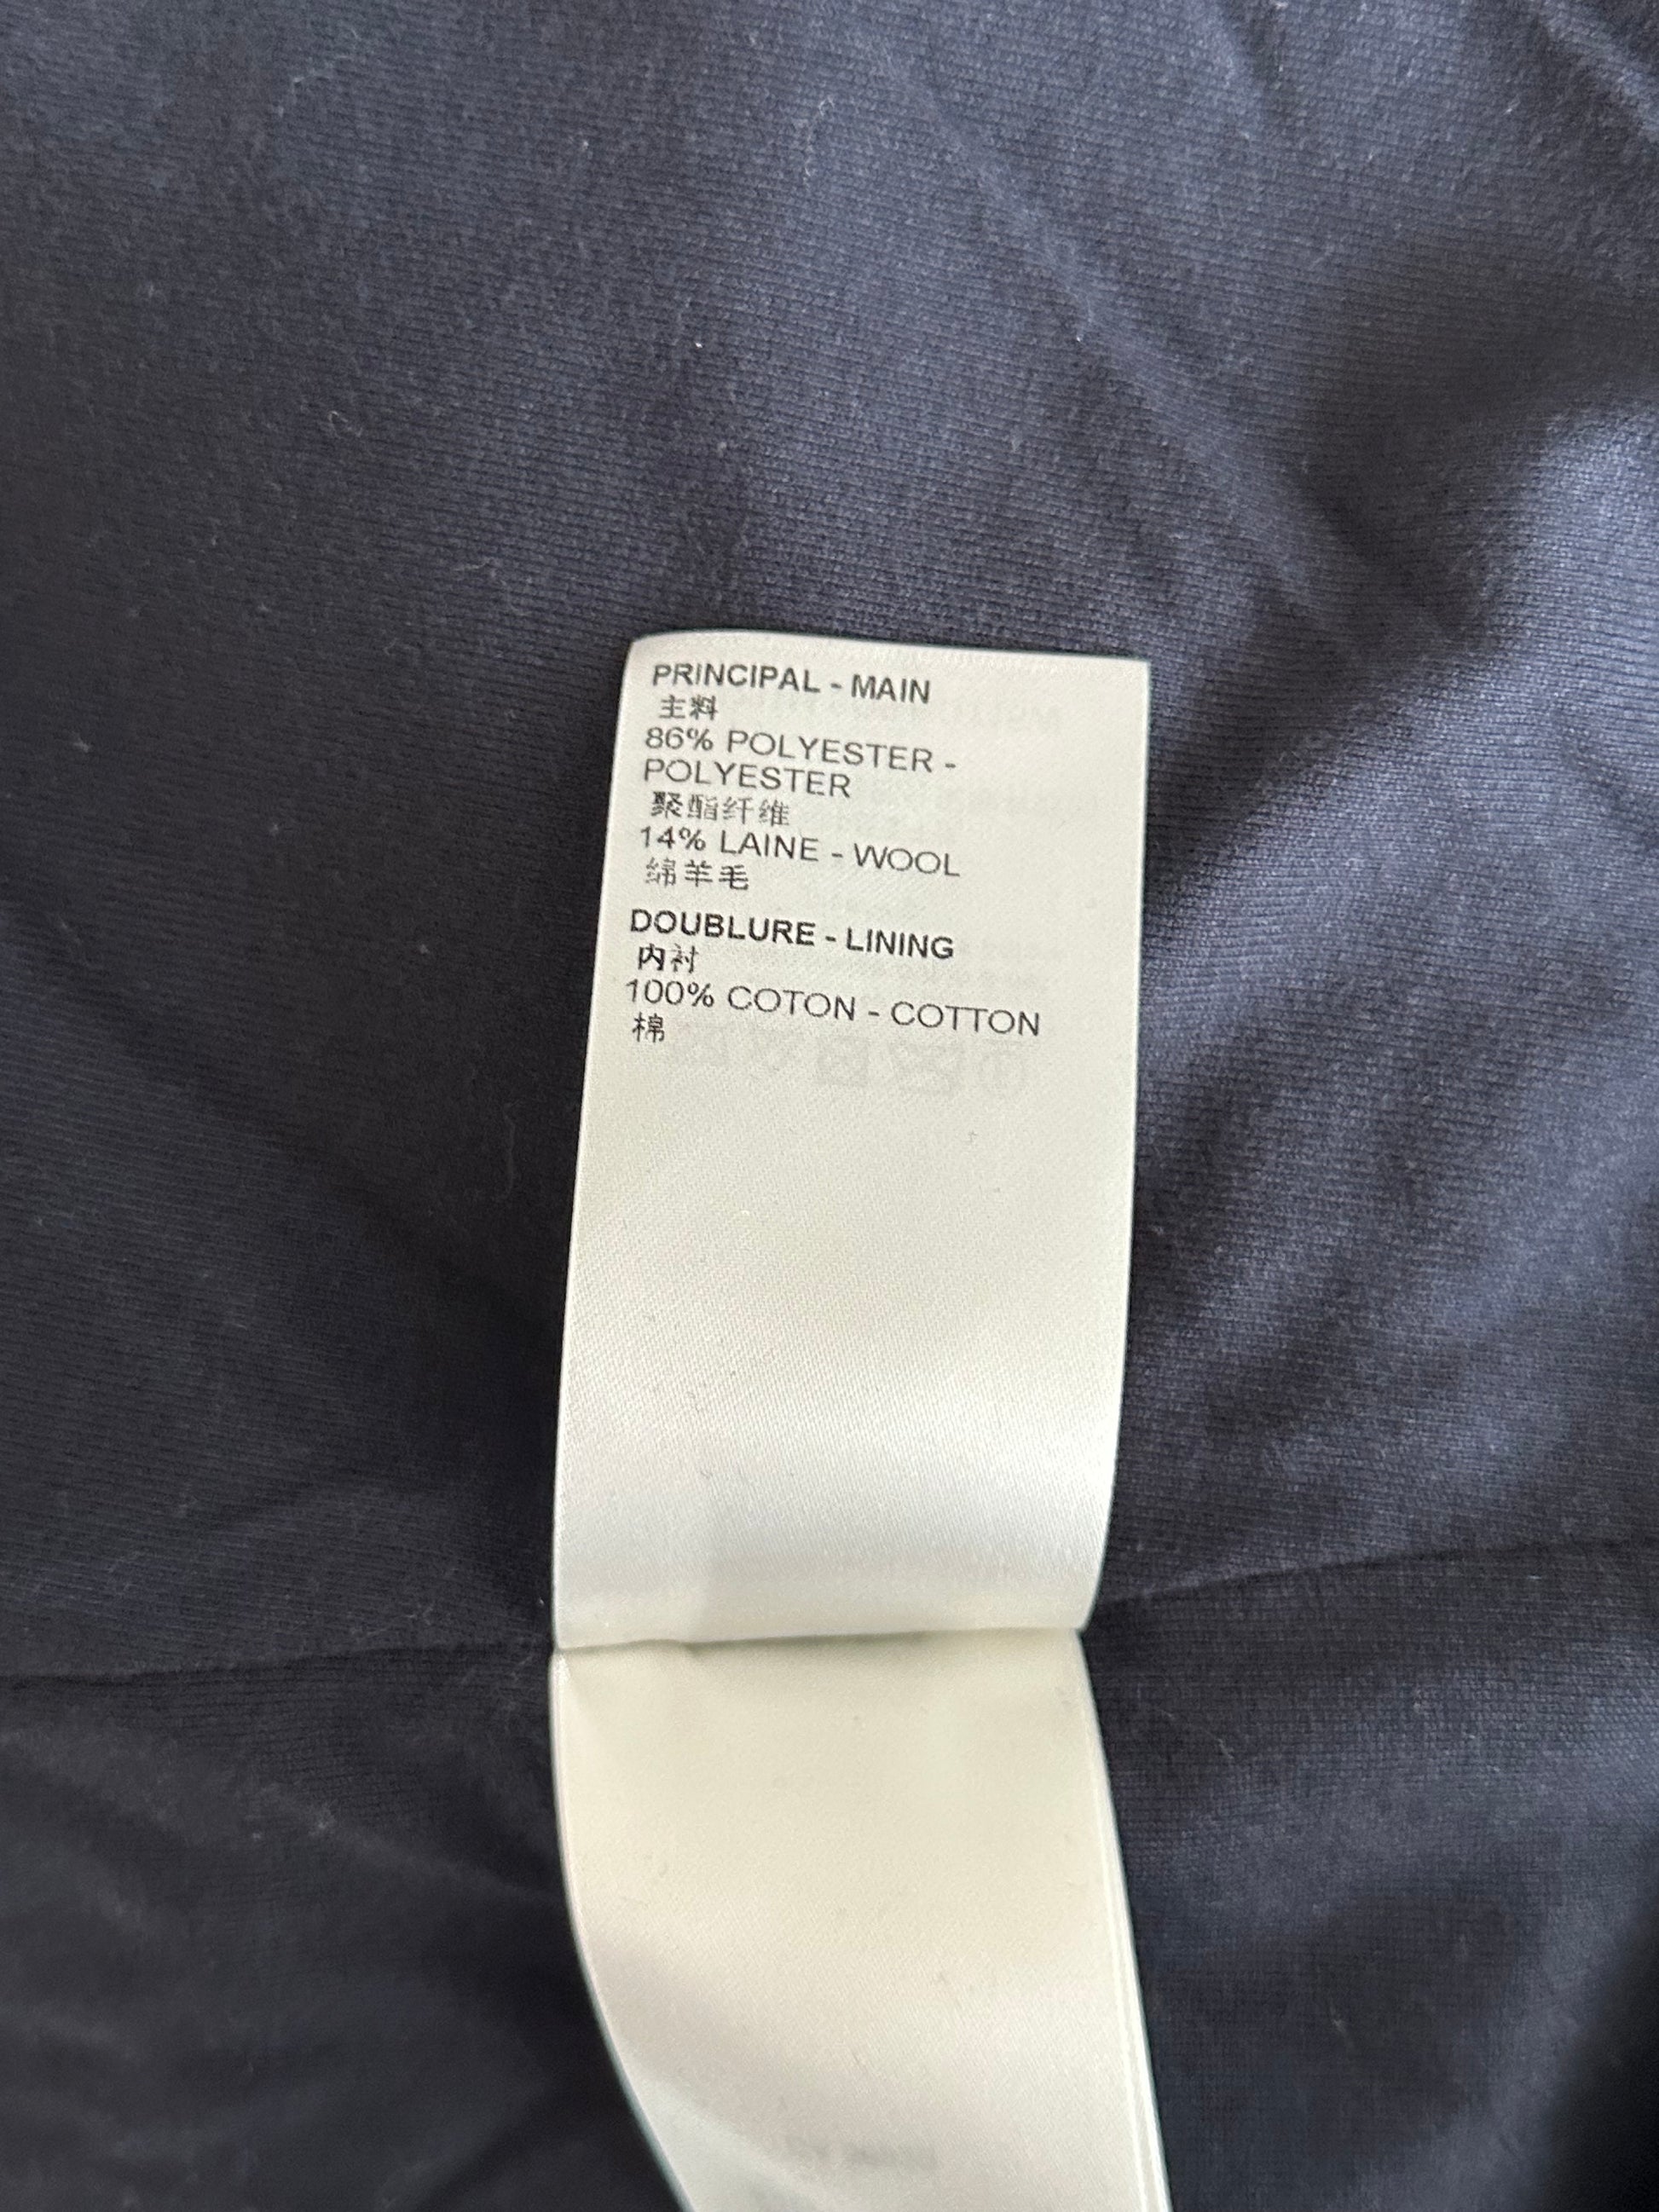 PRINCIPAL - MAIN
主料
86% POLYESTER -
POLYESTER
聚酯纤维
14% LAINE - WOOL
绵羊毛
DOUBLURE - LINING
内衬
100% COTON - COTTON
棉